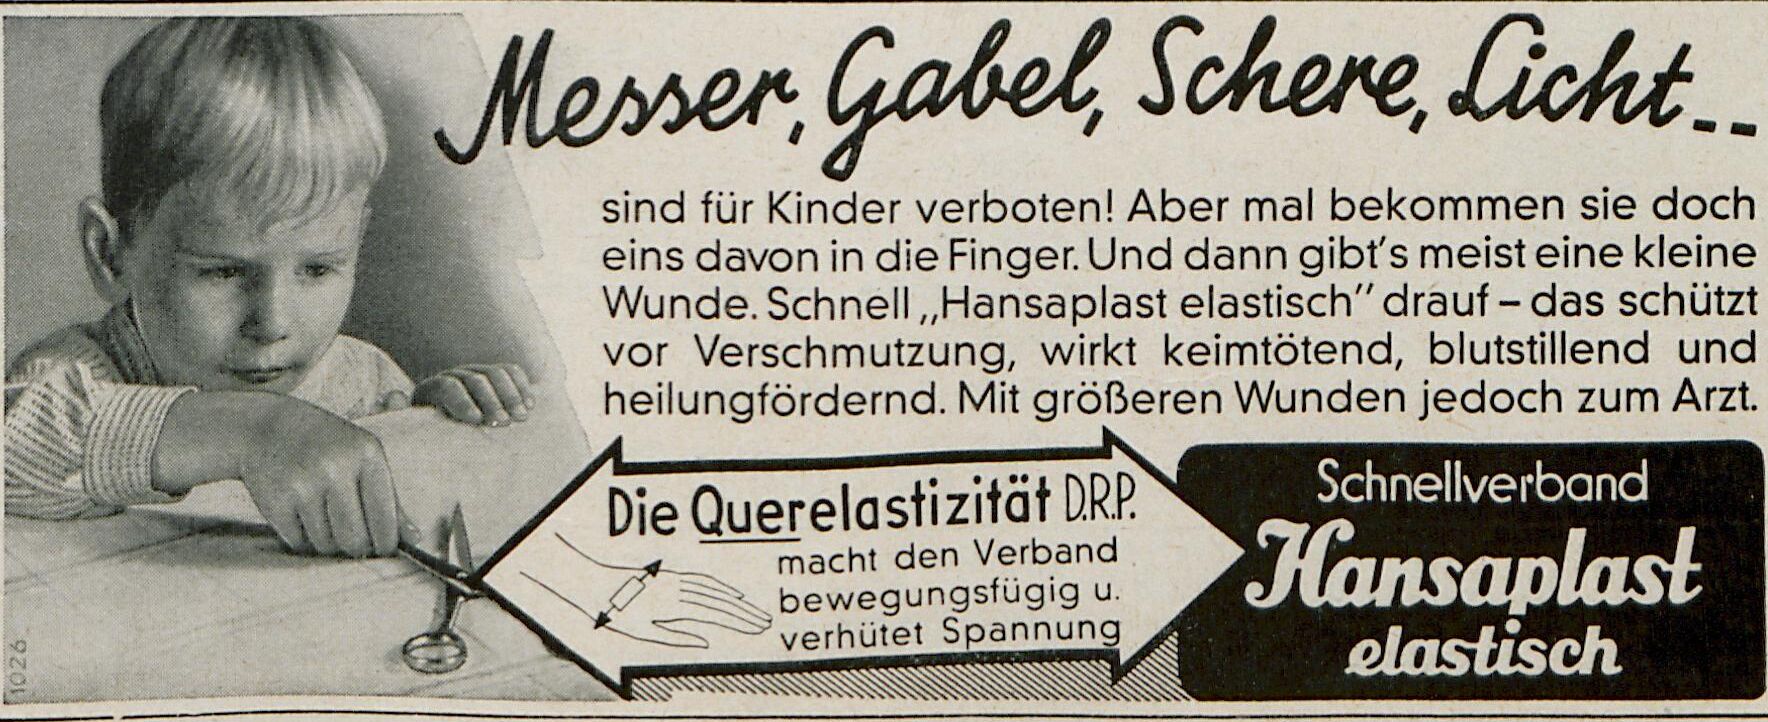 Messer, Gabel, Schere, Licht--
sind für Kinder verboten! Aber mal bekommen sie doch
eins davon in die Finger. Und dann gibt's meist eine kleine
Wunde. Schnell „Hansaplast elastisch" drauf – das schützt
vor Verschmutzung, wirkt keimtötend, blutstillend und
heilungfördernd. Mit größeren Wunden jedoch zum Arzt.
Die Querelastizität D.R.P.
macht den Verband
bewegungsfügig u.
verhütet Spannung
Schnellverband
Hansaplast
elastisch
1026